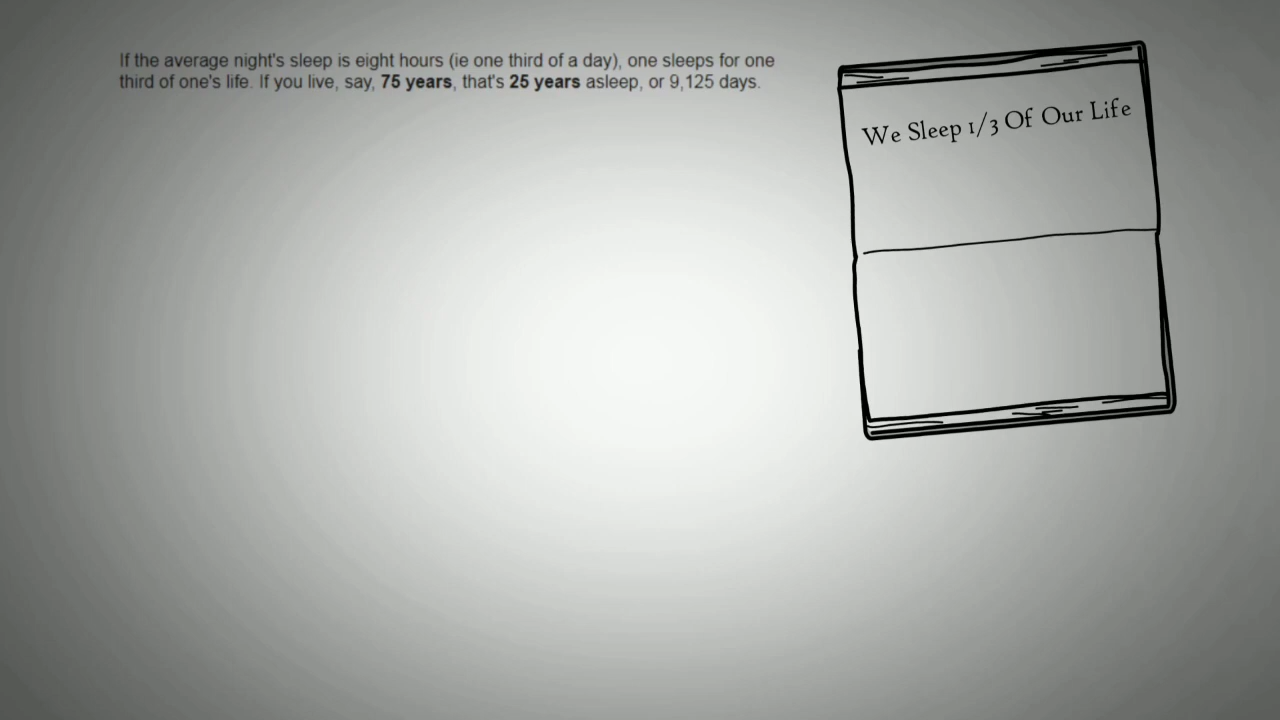 If the average night's sleep is eight hours (ie one third of a day), one sleeps for one
third of one's life. If you live, say, 75 years, that's 25 years asleep, or 9,125 days.
We Sleep 1/3 Of Our Life